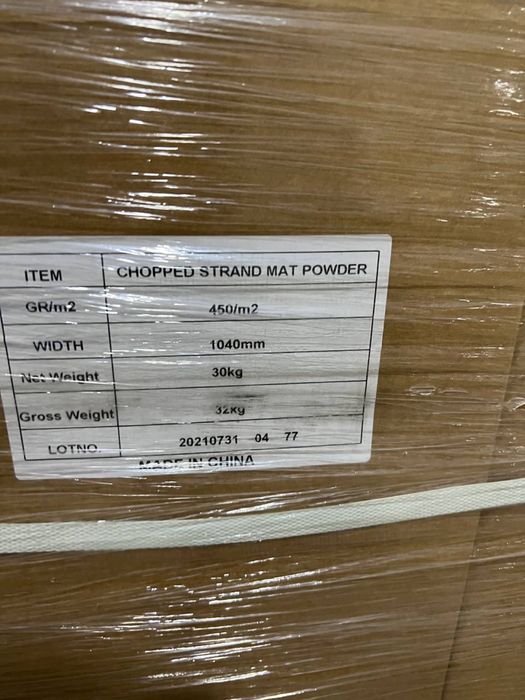 ITEM CHOPPED STRAND MAT POWDER
GR/m2 450/m2
WIDTH 1040mm
Net Weight 30kg
Gross Weight 32kg
LOTNO. 20210731 04 77
MADE IN CHINA